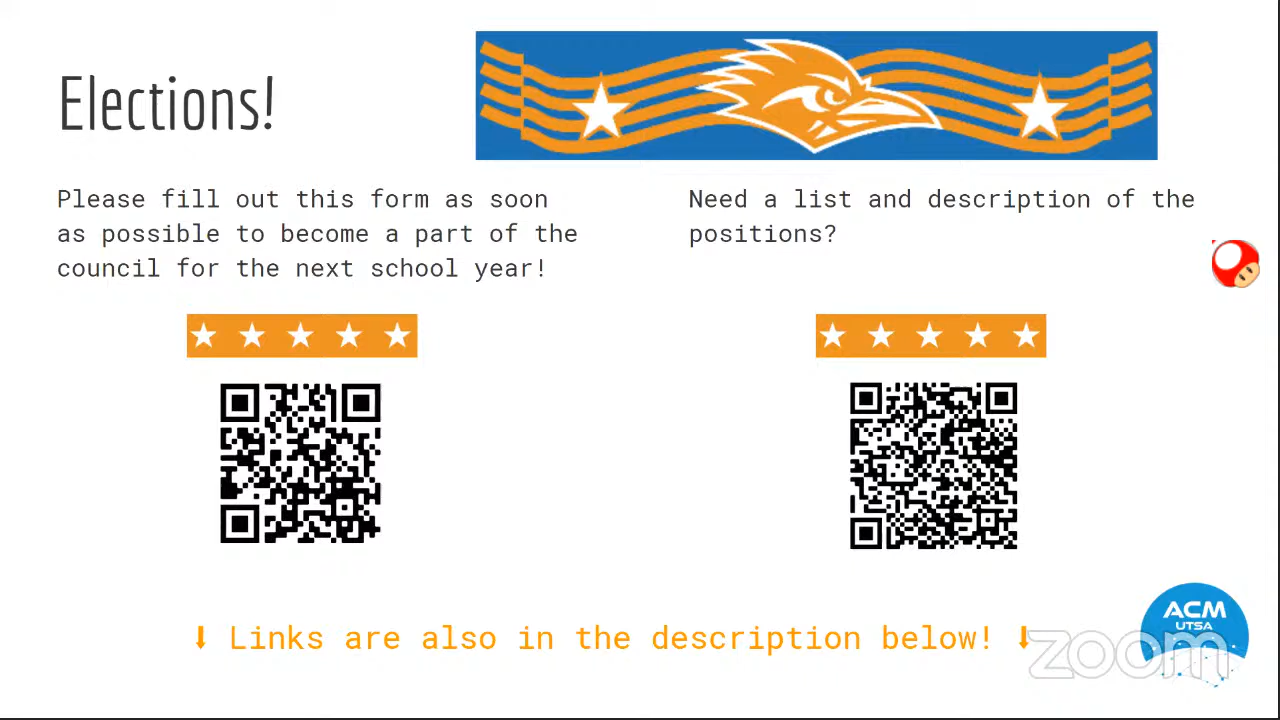 Elections!
Please fill out this form as soon
as possible to become a part of the
council for the next school year!
Need a list and description of the
positions?
⬇ Links are also in the description below! ⬇
ACM
UTSA
zoom